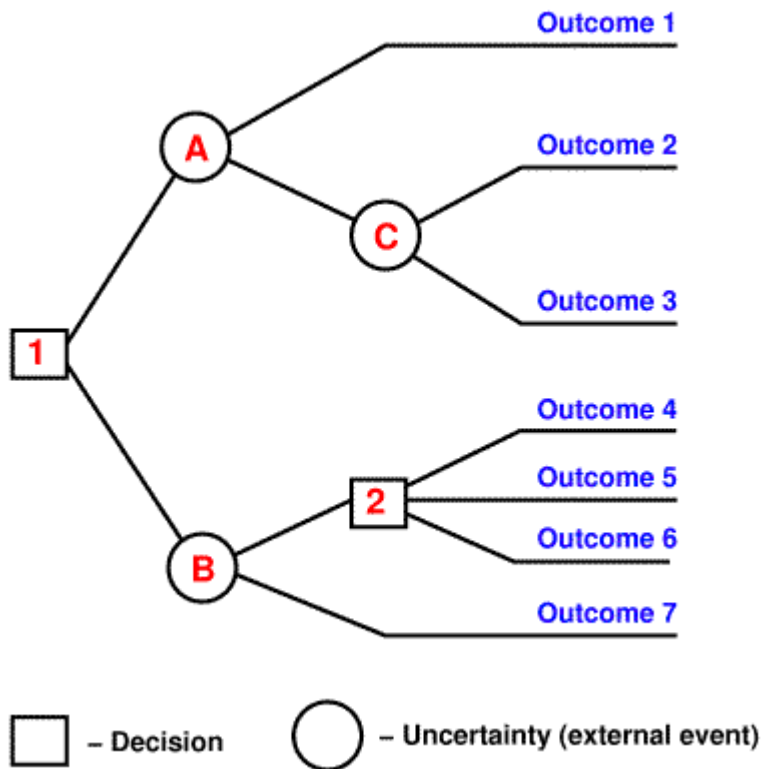 Outcome 1
A
Outcome 2
C
Outcome 3
1
Outcome 4
2
Outcome 5
Outcome 6
B
Outcome 7
– Decision
– Uncertainty (external event)